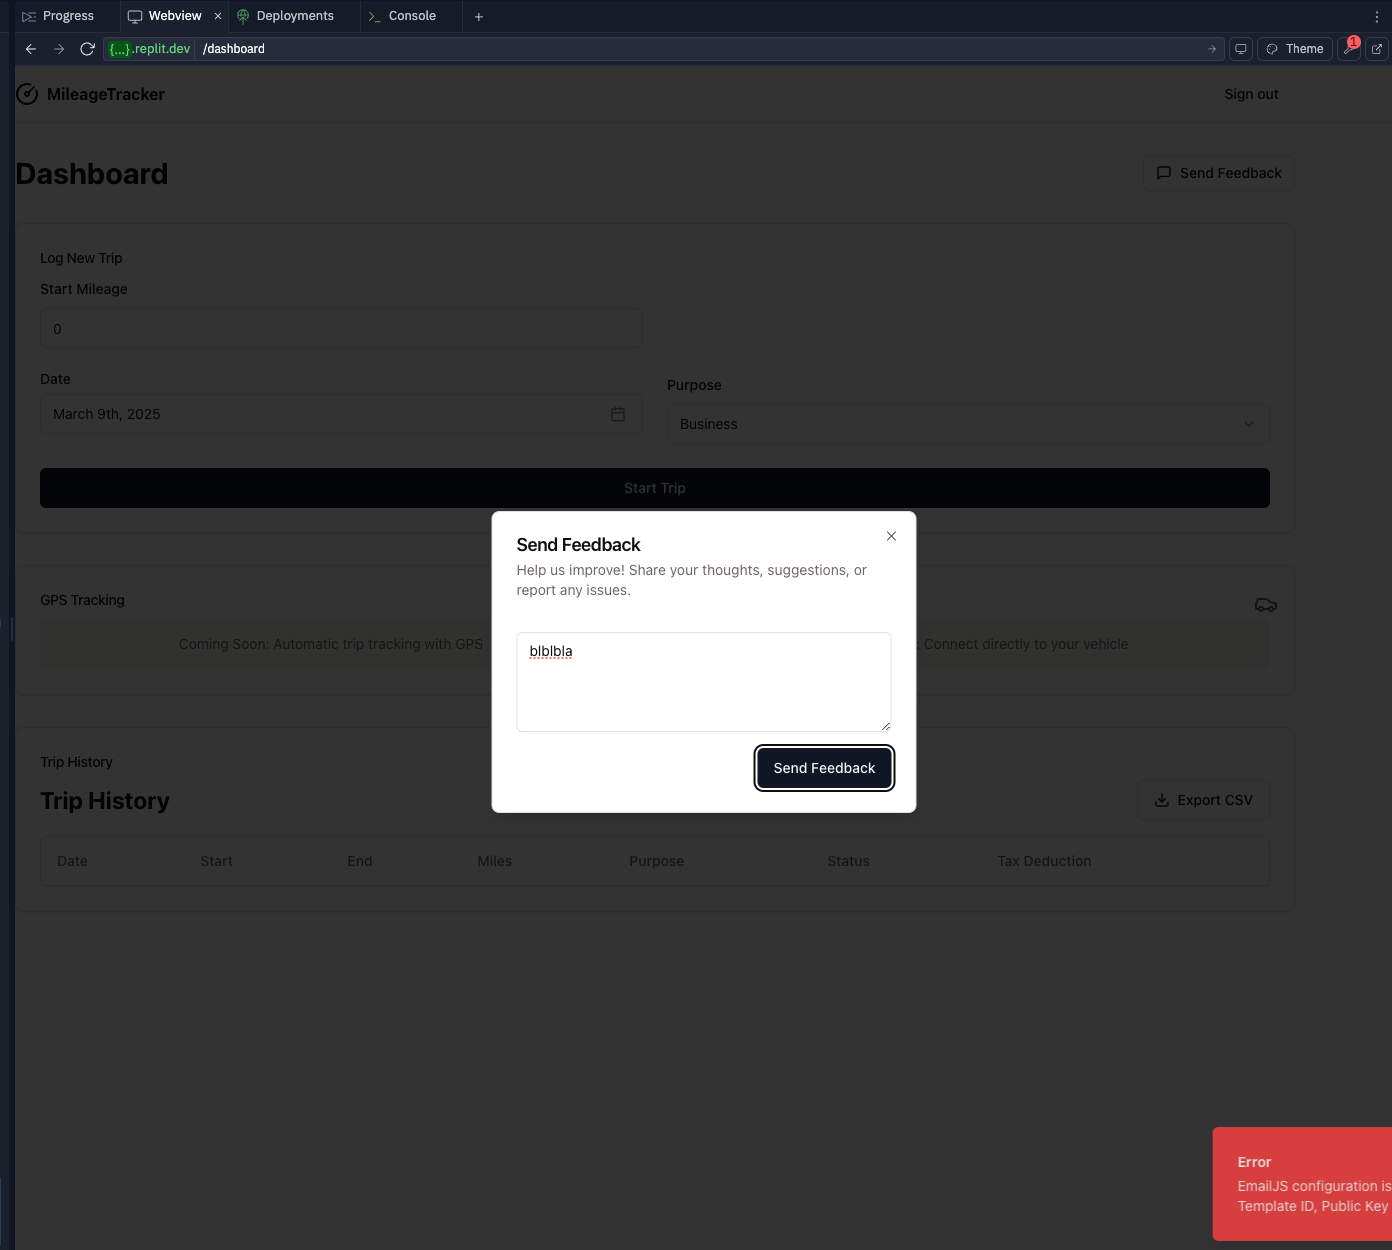 Progress
Webview
Deployments
Console
{...}.replit.dev /dashboard
Theme
1
MileageTracker
Sign out
Dashboard
Send Feedback
Log New Trip
Start Mileage
0
Date
March 9th, 2025
Purpose
Business
Start Trip
Send Feedback
Help us improve! Share your thoughts, suggestions, or
report any issues.
blblbla
Send Feedback
GPS Tracking
Coming Soon: Automatic trip tracking with GPS
: Connect directly to your vehicle
Trip History
Trip History
Export CSV
Date Start End Miles Purpose Status Tax Deduction
Error
EmailJS configuration is
Template ID, Public Key